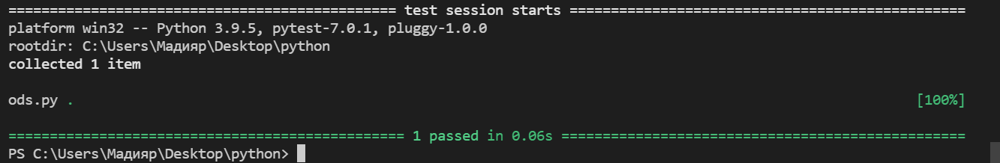 =============================================== test session starts ================================================
platform win32 -- Python 3.9.5, pytest-7.0.1, pluggy-1.0.0
rootdir: C:\Users\Мадияр\Desktop\python
collected 1 item
ods.py . [100%]
================================================ 1 passed in 0.06s =================================================
PS C:\Users\Мадияр\Desktop\python>